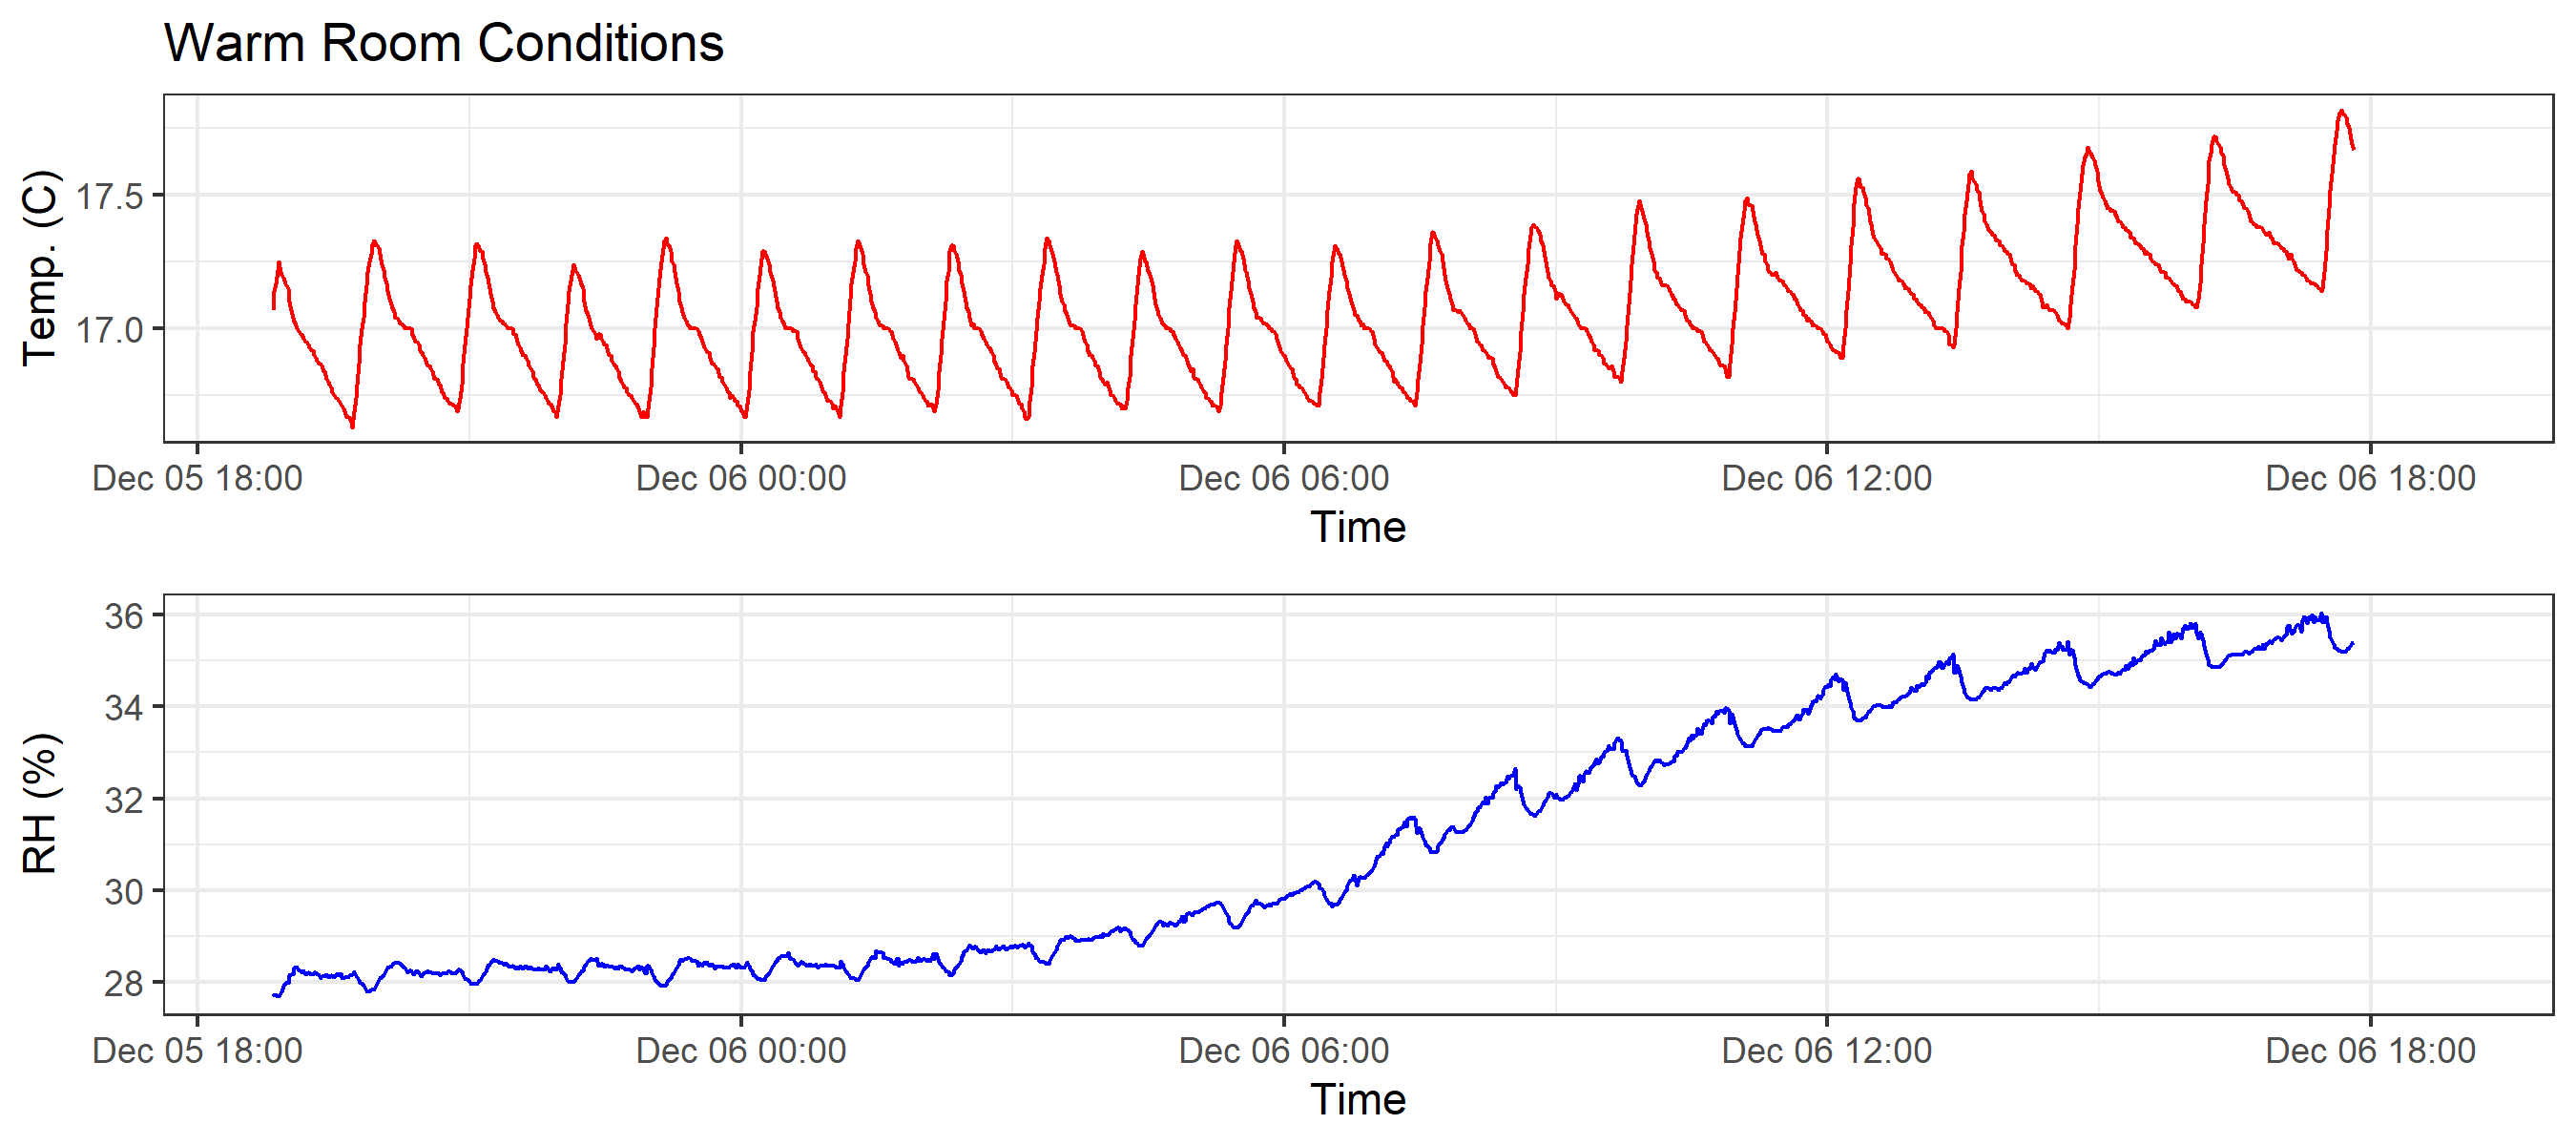 Warm Room Conditions
Temp. (C)
17.5
17.0
Dec 05 18:00 Dec 06 00:00 Dec 06 06:00 Dec 06 12:00 Dec 06 18:00
Time
RH (%)
36
34
32
30
28
Dec 05 18:00 Dec 06 00:00 Dec 06 06:00 Dec 06 12:00 Dec 06 18:00
Time